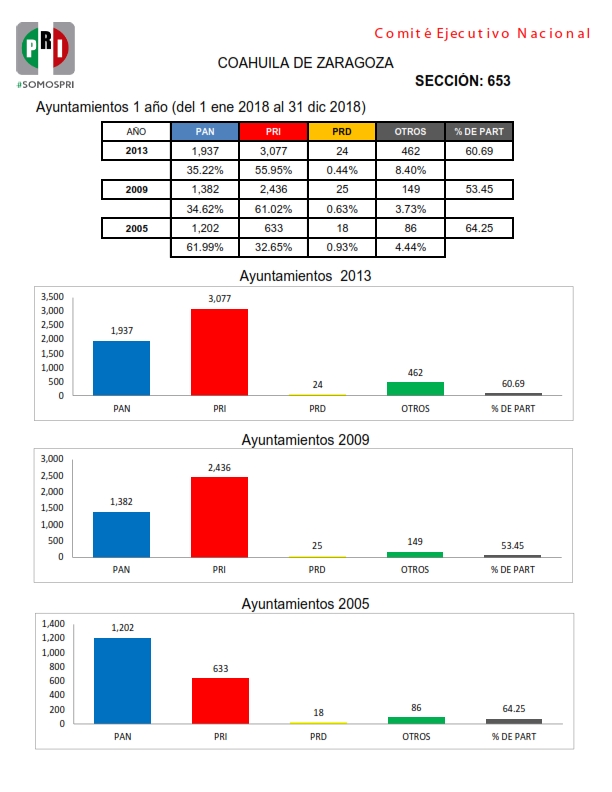 PRI
Comité Ejecutivo Nacional
#SOMOSPRI
COAHUILA DE ZARAGOZA
SECCIÓN: 653
Ayuntamientos 1 año (del 1 ene 2018 al 31 dic 2018)
AÑO PAN PRI PRD OTROS % DE PART
2013 1,937 3,077 24 462 60.69
35.22% 55.95% 0.44% 8.40%
2009 1,382 2,436 25 149 53.45
34.62% 61.02% 0.63% 3.73%
2005 1,202 633 18 86 64.25
61.99% 32.65% 0.93% 4.44%
Ayuntamientos 2013
3,500
3,000
2,500
2,000
1,500
1,000
500
0
1,937 3,077 24 462 60.69
PAN PRI PRD OTROS % DE PART
Ayuntamientos 2009
3,000
2,500
2,000
1,500
1,000
500
0
1,382 2,436 25 149 53.45
PAN PRI PRD OTROS % DE PART
Ayuntamientos 2005
1,400
1,200
1,000
800
600
400
200
0
1,202 633 18 86 64.25
PAN PRI PRD OTROS % DE PART